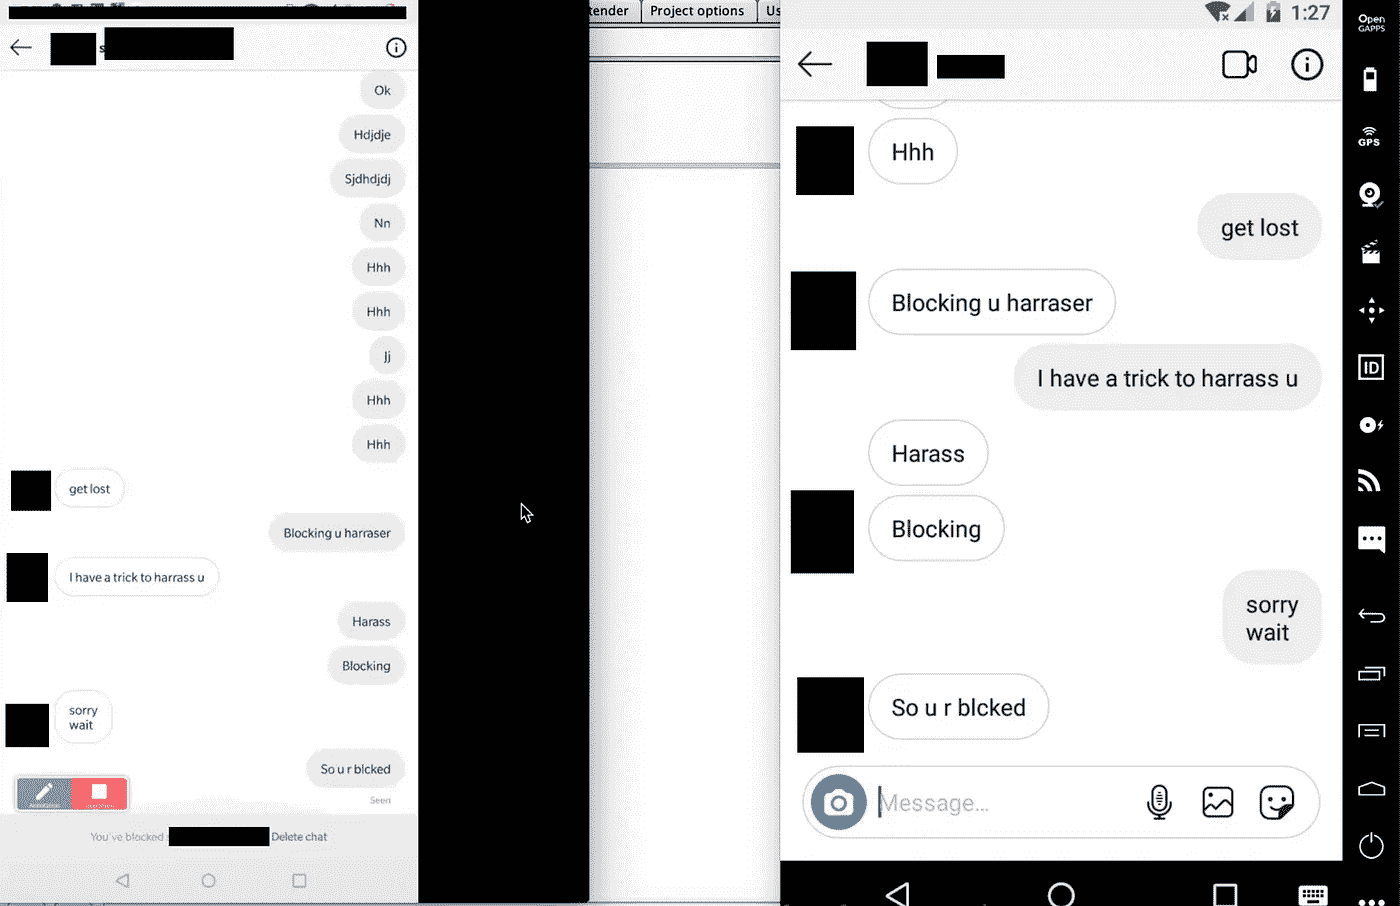 Ok
Hdjdje
Sjdhdjdj
Nn
Hhh
Hhh
Jj
Hhh
Hhh
get lost
Blocking u harraser
I have a trick to harrass u
Harass
Blocking
sorry
wait
So u r blcked
Seen
You've blocked
Delete chat
tender
Project options
Us
1:27
Hhh
get lost
Blocking u harraser
I have a trick to harrass u
Harass
Blocking
sorry
wait
So u r blcked
Message...
Open
GAPPS
GPS
ID